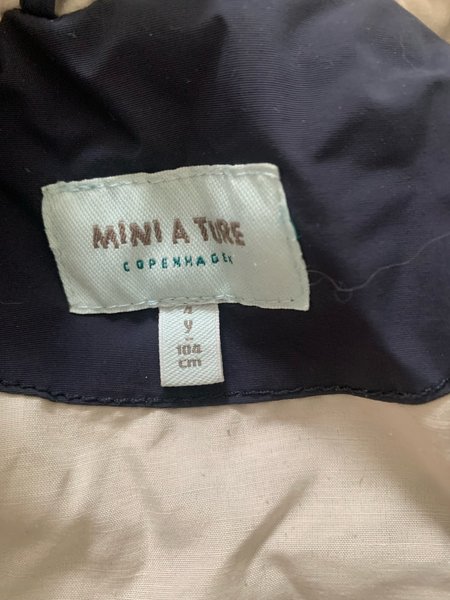 MINI A TURE
COPENHAGEN
4
y
-
104
cm